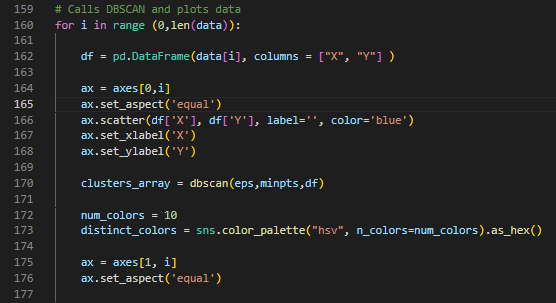 159 # Calls DBSCAN and plots data
160 for i in range (0,len(data)):
161
162     df = pd.DataFrame(data[i], columns = ["X", "Y"] )
163
164     ax = axes[0,i]
165     ax.set_aspect('equal')
166     ax.scatter(df['X'], df['Y'], label='', color='blue')
167     ax.set_xlabel('X')
168     ax.set_ylabel('Y')
169
170     clusters_array = dbscan(eps,minpts,df)
171
172     num_colors = 10
173     distinct_colors = sns.color_palette("hsv", n_colors=num_colors).as_hex()
174
175     ax = axes[1, i]
176     ax.set_aspect('equal')
177